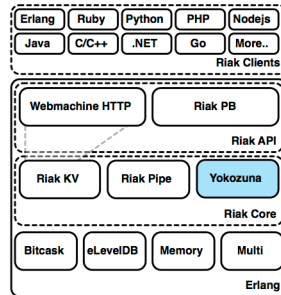 Erlang Ruby Python PHP Nodejs
Java C/C++ .NET Go More..
Riak Clients
Webmachine HTTP Riak PB
Riak API
Riak KV Riak Pipe Yokozuna
Riak Core
Bitcask eLevelDB Memory Multi
Erlang